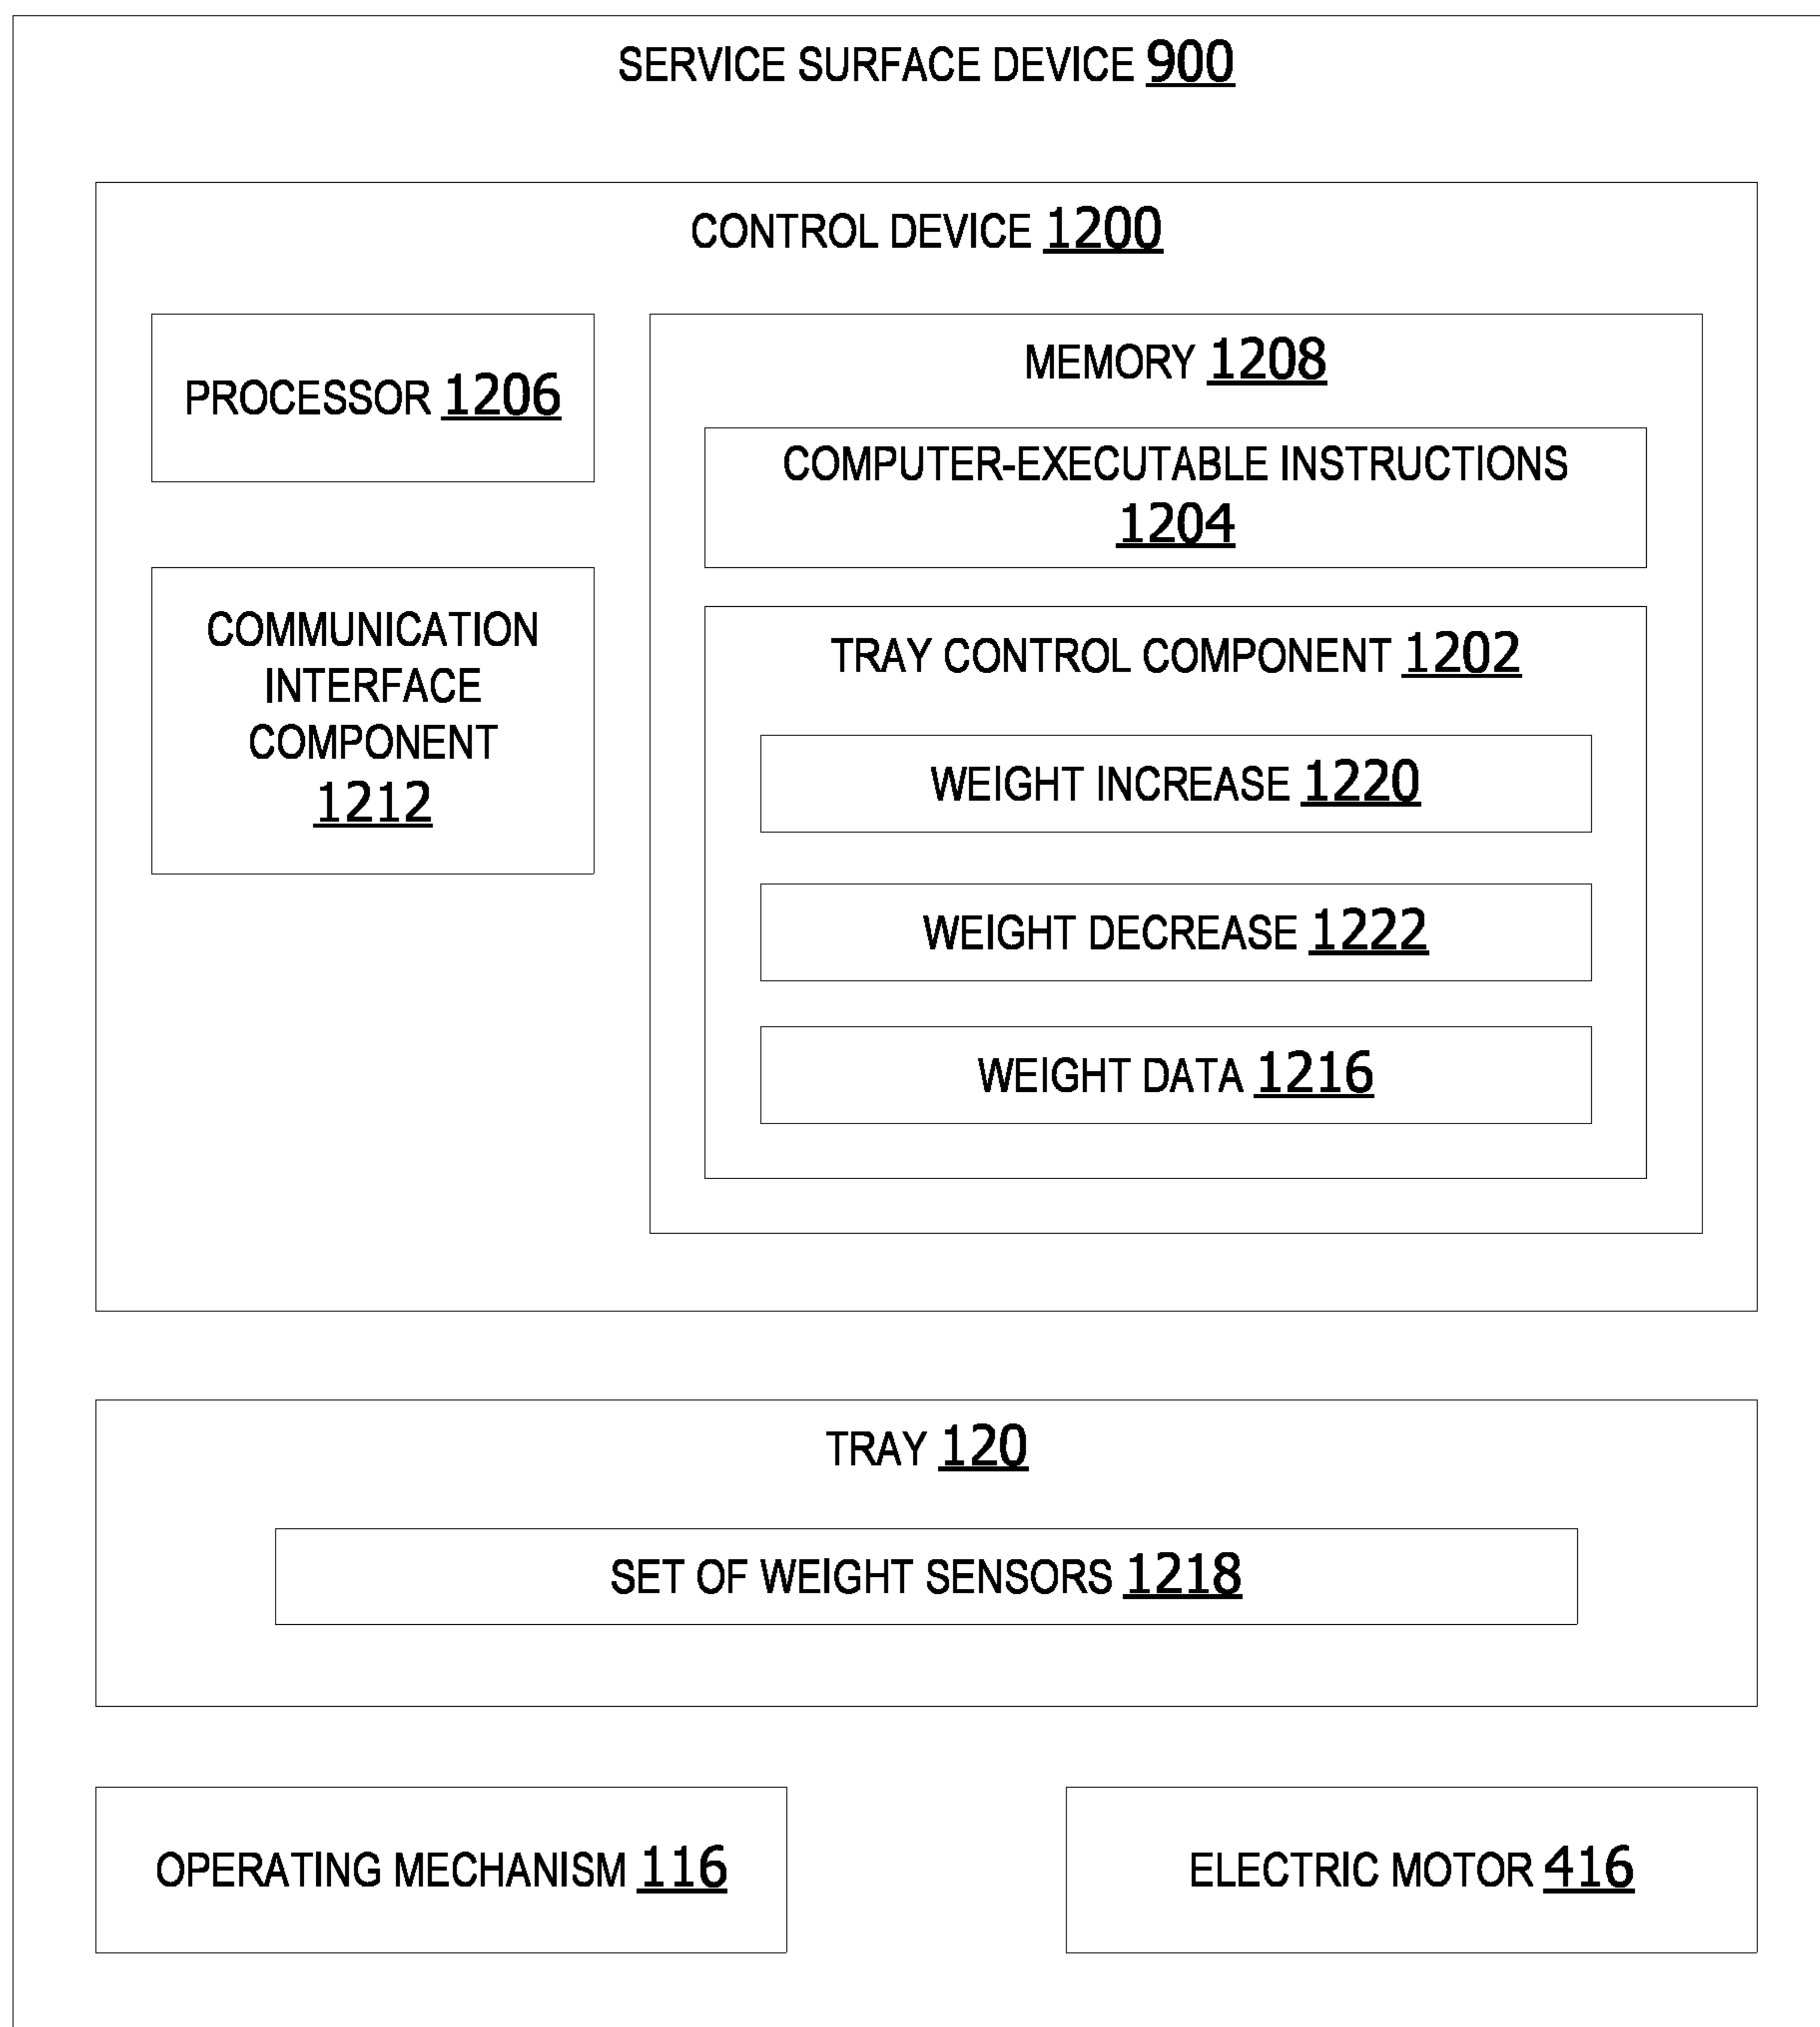 SERVICE SURFACE DEVICE 900
CONTROL DEVICE 1200
PROCESSOR 1206
COMMUNICATION
INTERFACE
COMPONENT
1212
MEMORY 1208
COMPUTER-EXECUTABLE INSTRUCTIONS
1204
TRAY CONTROL COMPONENT 1202
WEIGHT INCREASE 1220
WEIGHT DECREASE 1222
WEIGHT DATA 1216
TRAY 120
SET OF WEIGHT SENSORS 1218
OPERATING MECHANISM 116
ELECTRIC MOTOR 416